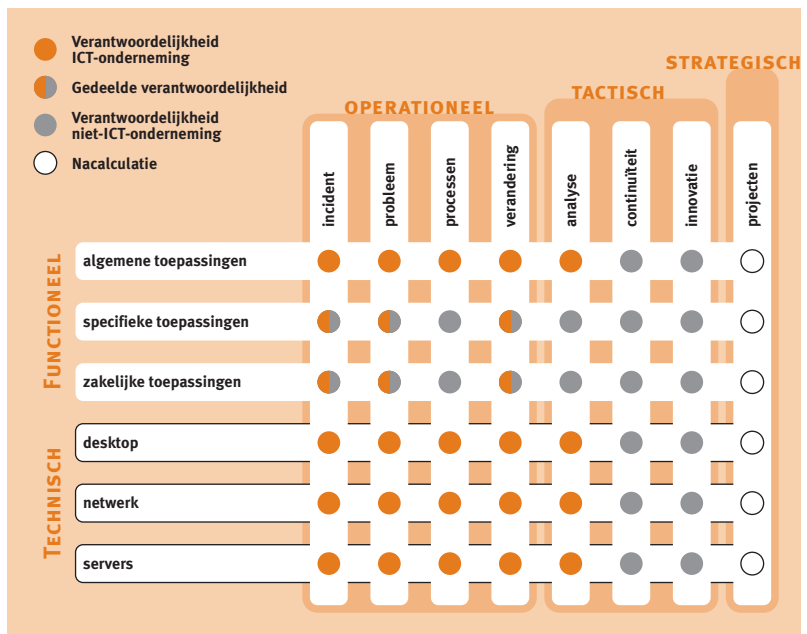 Verantwoordelijkheid
ICT-onderneming
Gedeelde verantwoordelijkheid
Verantwoordelijkheid
niet-ICT-onderneming
Nacalculatie
OPERATIONEEL
TACTISCH
STRATEGISCH
incident
probleem
processen
verandering
analyse
continuïteit
innovatie
projecten
FUNCTIONEEL
algemene toepassingen
specifieke toepassingen
zakelijke toepassingen
TECHNISCH
desktop
netwerk
servers